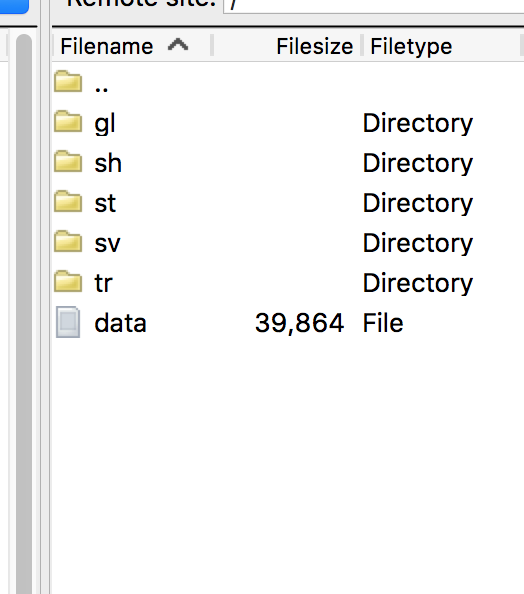 Remote site: /
Filename Filesize Filetype
..
gl Directory
sh Directory
st Directory
sv Directory
tr Directory
data 39,864 File